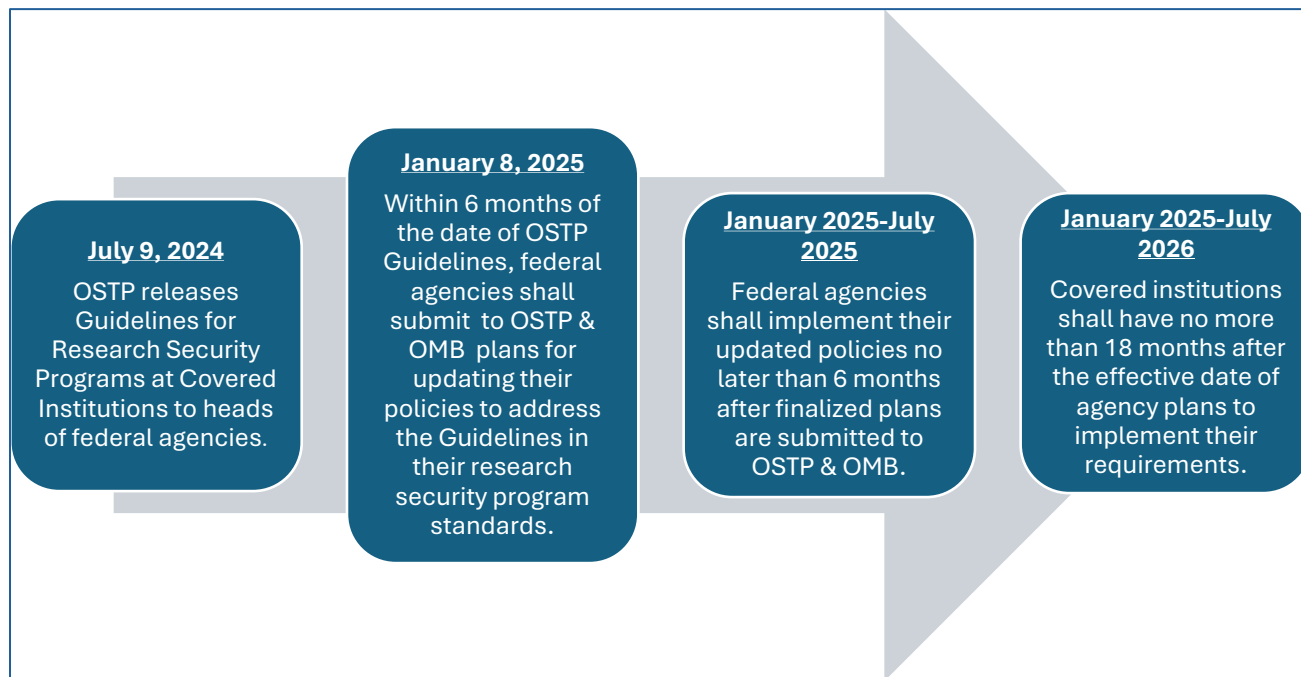 July 9, 2024
OSTP releases
Guidelines for
Research Security
Programs at Covered
Institutions to heads
of federal agencies.
January 8, 2025
Within 6 months of
the date of OSTP
Guidelines, federal
agencies shall
submit  to OSTP &
OMB  plans for
updating their
policies to address
the Guidelines in
their research
security program
standards.
January 2025-July
2025
Federal agencies
shall implement their
updated policies no
later than 6 months
after finalized plans
are submitted to
OSTP & OMB.
January 2025-July
2026
Covered institutions
shall have no more
than 18 months after
the effective date of
agency plans to
implement their
requirements.